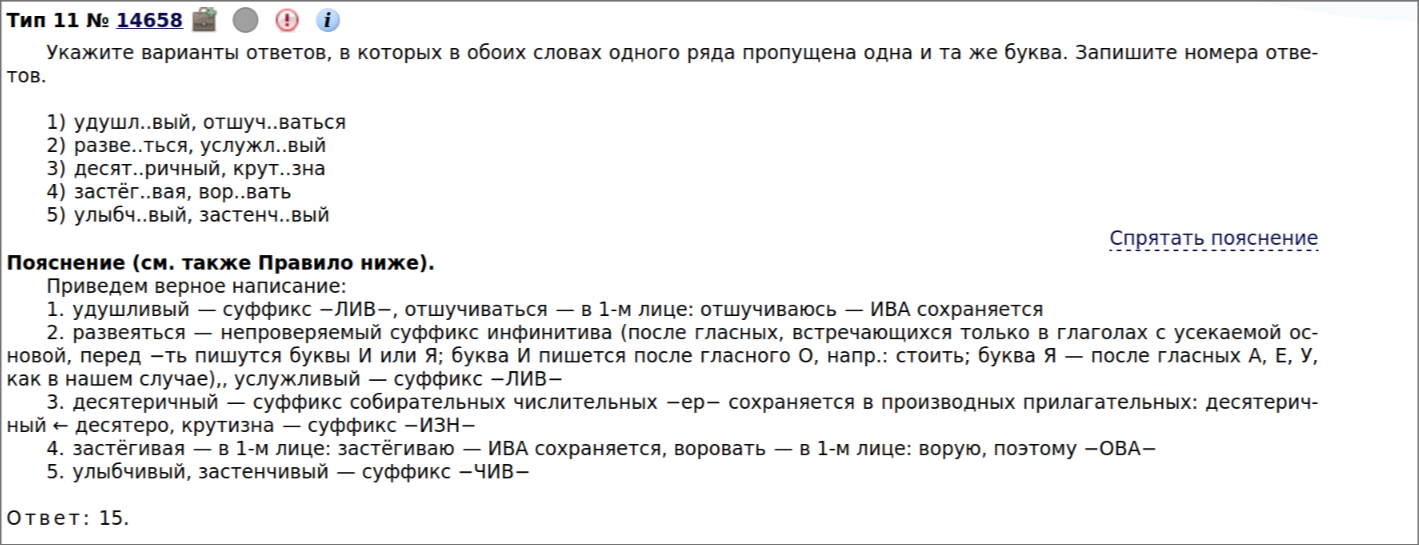 Тип 11 № 14658
Укажите варианты ответов, в которых в обоих словах одного ряда пропущена одна и та же буква. Запишите номера отве-
тов.
1) удушл..вый, отшуч..ваться
2) разве..ться, услужл..вый
3) десят..ричный, крут..зна
4) застёг..вая, вор..вать
5) улыбч..вый, застенч..вый
Спрятать пояснение
Пояснение (см. также Правило ниже).
Приведем верное написание:
1. удушливый — суффикс −ЛИВ−, отшучиваться — в 1-м лице: отшучиваюсь — ИВА сохраняется
2. развеяться — непроверяемый суффикс инфинитива (после гласных, встречающихся только в глаголах с усекаемой ос-
новой, перед −ть пишутся буквы И или Я; буква И пишется после гласного О, напр.: стоить; буква Я — после гласных А, Е, У,
как в нашем случае),, услужливый — суффикс −ЛИВ−
3. десятеричный — суффикс собирательных числительных −ер− сохраняется в производных прилагательных: десятерич-
ный ← десятеро, крутизна — суффикс −ИЗН−
4. застёгивая — в 1-м лице: застёгиваю — ИВА сохраняется, воровать — в 1-м лице: ворую, поэтому −ОВА−
5. улыбчивый, застенчивый — суффикс −ЧИВ−
Ответ: 15.